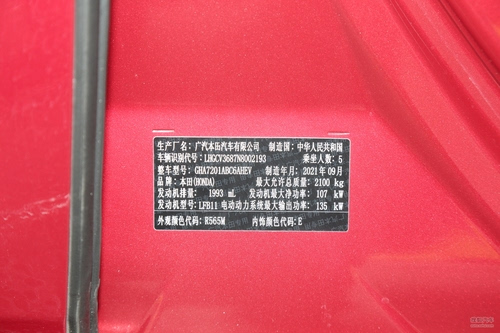 生产厂名：广汽本田汽车有限公司 制造国：中华人民共和国
车辆识别代号：LHGCV3687N8002193 乘坐人数：5
整车型号：GHA7201ABC6AHEV 制造年月：2021年09月
品牌：本田(HONDA) 最大允许总质量：2100 kg
发动机排量：1993 mL 发动机最大净功率：107 kW
发动机型号：LFB11 电动动力系统最大输出功率：135 kW
外观颜色代码：R565M 内饰颜色代码：E